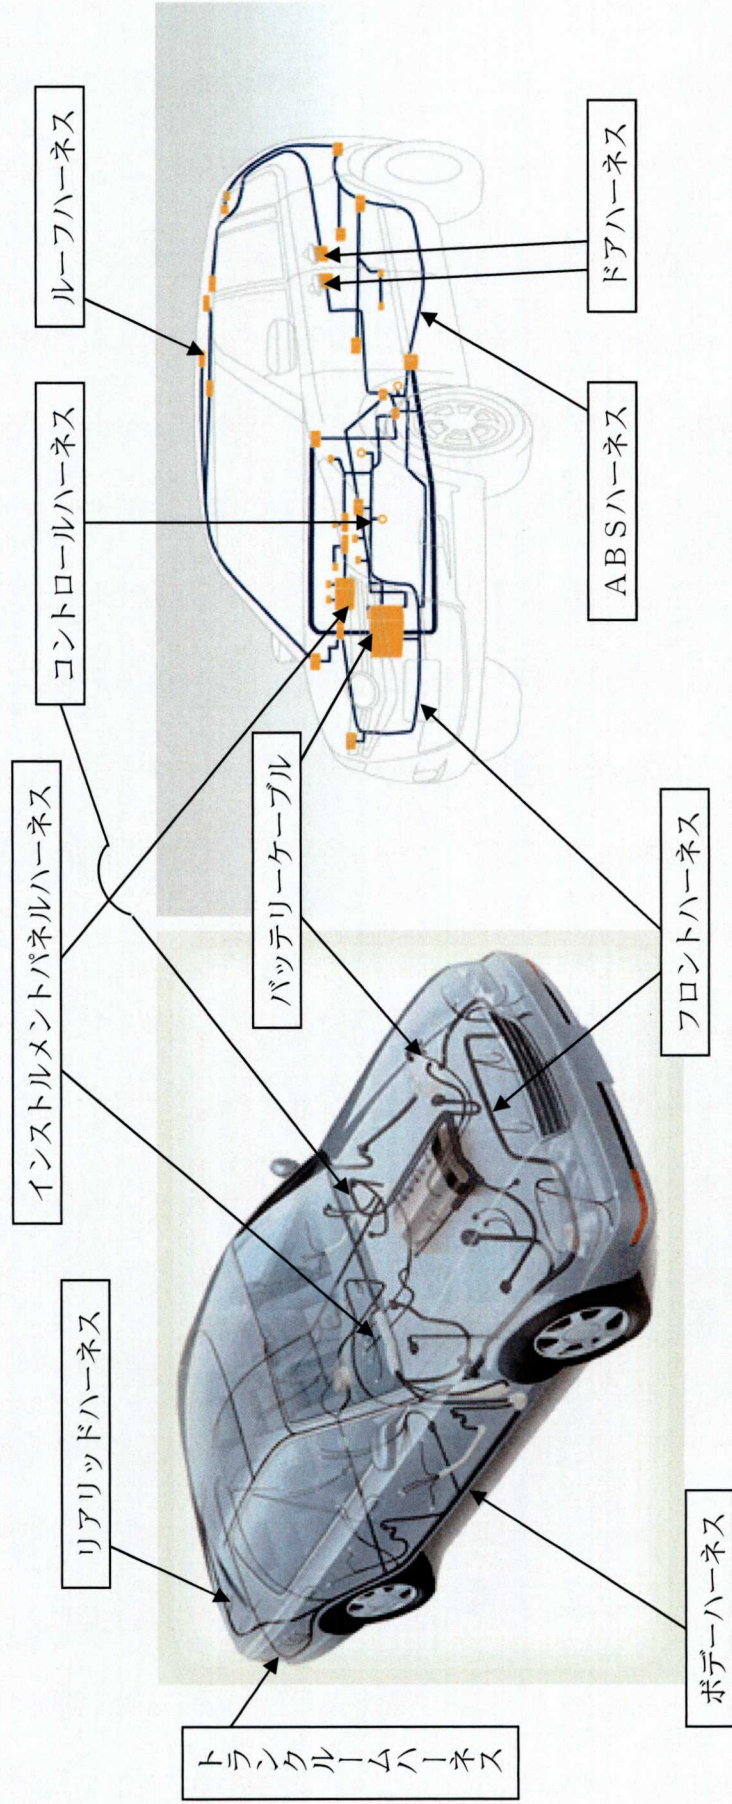 トランクルームハーネス
リアリッドハーネス
インストルメントパネルハーネス
コントロールハーネス
ルーフハーネス
バッテリーケーブル
ボデーハーネス
フロントハーネス
ABSハーネス
ドアハーネス